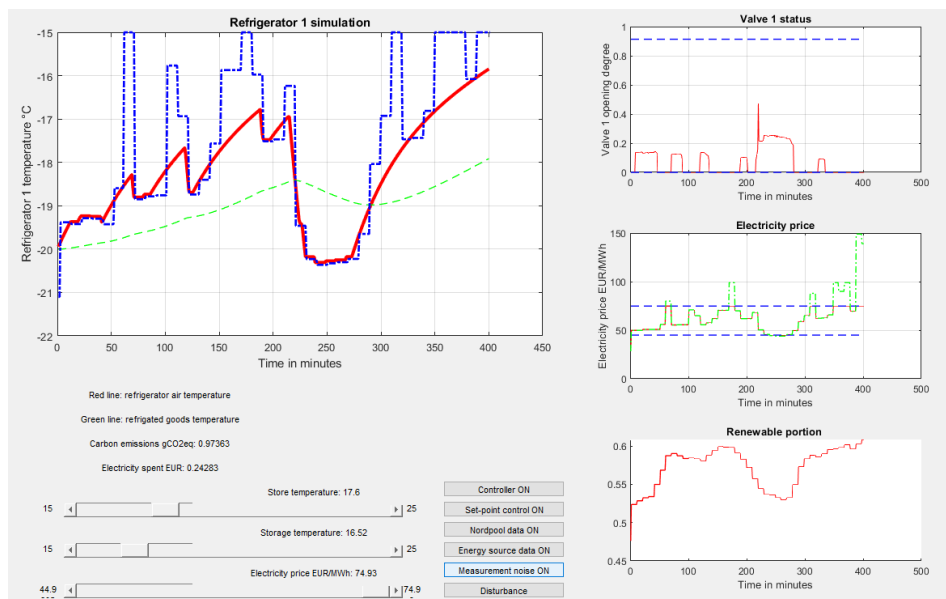 Refrigerator 1 simulation
Refrigerator 1 temperature °C
-15
-16
-17
-18
-19
-20
-21
-22
0 50 100 150 200 250 300 350 400 450
Time in minutes
Valve 1 status
Valve 1 opening degree
1
0.8
0.6
0.4
0.2
0
0 100 200 300 400 500
Time in minutes
Electricity price
Electricity price EUR/MWh
150
100
50
0
0 100 200 300 400 500
Time in minutes
Renewable portion
0.6
0.55
0.5
0.45
0 100 200 300 400 500
Time in minutes
Red line: refrigerator air temperature
Green line: refrigated goods temperature
Carbon emissions gCO2eq: 0.97363
Electricity spent EUR: 0.24283
Store temperature: 17.6
15 25
Storage temperature: 16.52
15 25
Electricity price EUR/MWh: 74.93
44.9 74.9
Controller ON
Set-point control ON
Nordpool data ON
Energy source data ON
Measurement noise ON
Disturbance